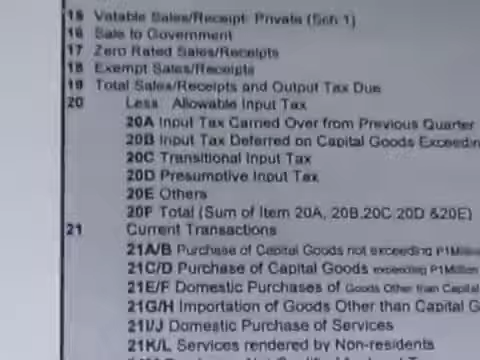 15 Vatable Sales/Receipt: Private (Sch 1)
16 Sale to Government
17 Zero Rated Sales/Receipts
18 Exempt Sales/Receipts
19 Total Sales/Receipts and Output Tax Due
20 Less: Allowable Input Tax
20A Input Tax Carried Over from Previous Quarter
20B Input Tax Deferred on Capital Goods Exceedin
20C Transitional Input Tax
20D Presumptive Input Tax
20E Others
20F Total (Sum of Item 20A, 20B,20C,20D &20E)
21 Current Transactions
21A/B Purchase of Capital Goods not exceeding P1Million
21C/D Purchase of Capital Goods exceeding P1Million
21E/F Domestic Purchases of Goods Other than Capital
21G/H Importation of Goods Other than Capital G
21I/J Domestic Purchase of Services
21K/L Services rendered by Non-residents